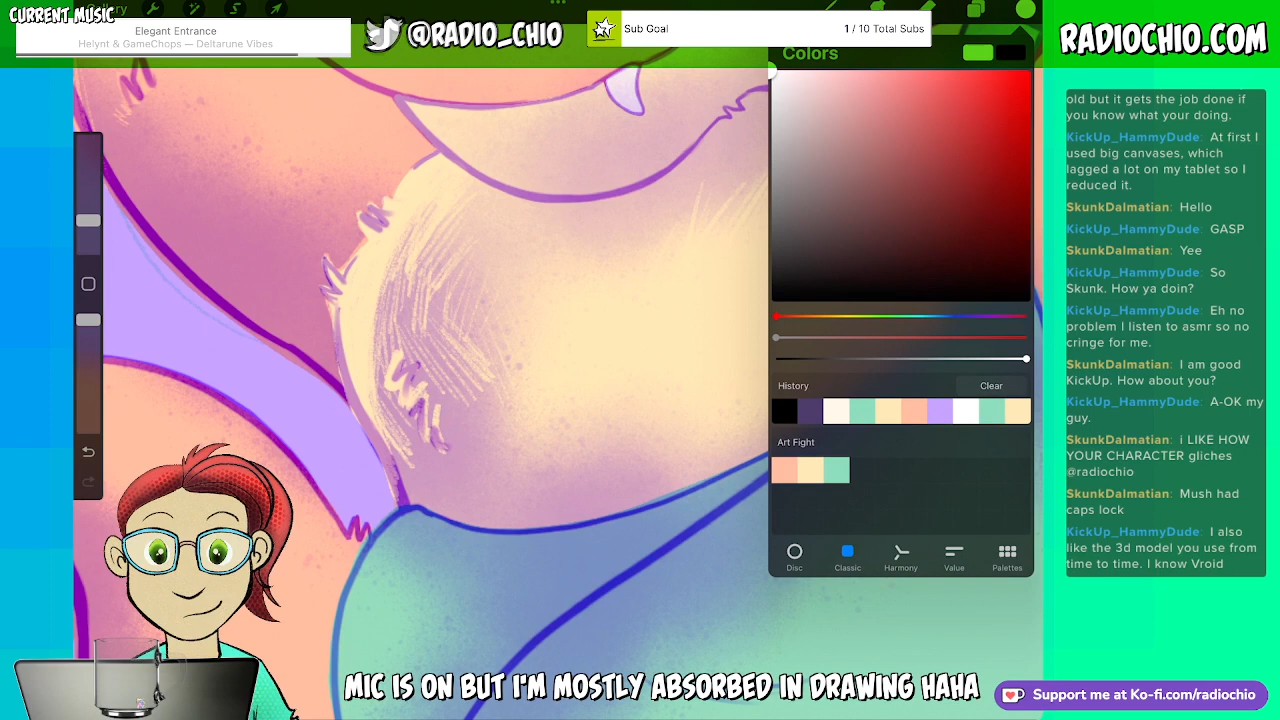 CURRENT MUSIC
Gallery
Elegant Entrance
Helynt & GameChops — Deltarune Vibes
@RADIO_CHIO
Sub Goal
1 / 10 Total Subs
RADIOCHIO.COM
Colors
History
Clear
Art Fight
Disc
Classic
Harmony
Value
Palettes
old but it gets the job done if
you know what your doing.
KickUp_HammyDude: At first I
used big canvases, which
lagged a lot on my tablet so I
reduced it.
SkunkDalmatian: Hello
KickUp_HammyDude: GASP
SkunkDalmatian: Yee
KickUp_HammyDude: So
Skunk. How ya doin?
KickUp_HammyDude: Eh no
problem I listen to asmr so no
cringe for me.
SkunkDalmatian: I am good
KickUp. How about you?
KickUp_HammyDude: A-OK my
guy.
SkunkDalmatian: i LIKE HOW
YOUR CHARACTER gliches
@radiochio
SkunkDalmatian: Mush had
caps lock
KickUp_HammyDude: I also
like the 3d model you use from
time to time. I know Vroid
MIC IS ON BUT I'M MOSTLY ABSORBED IN DRAWING HAHA
Support me at Ko-fi.com/radiochio